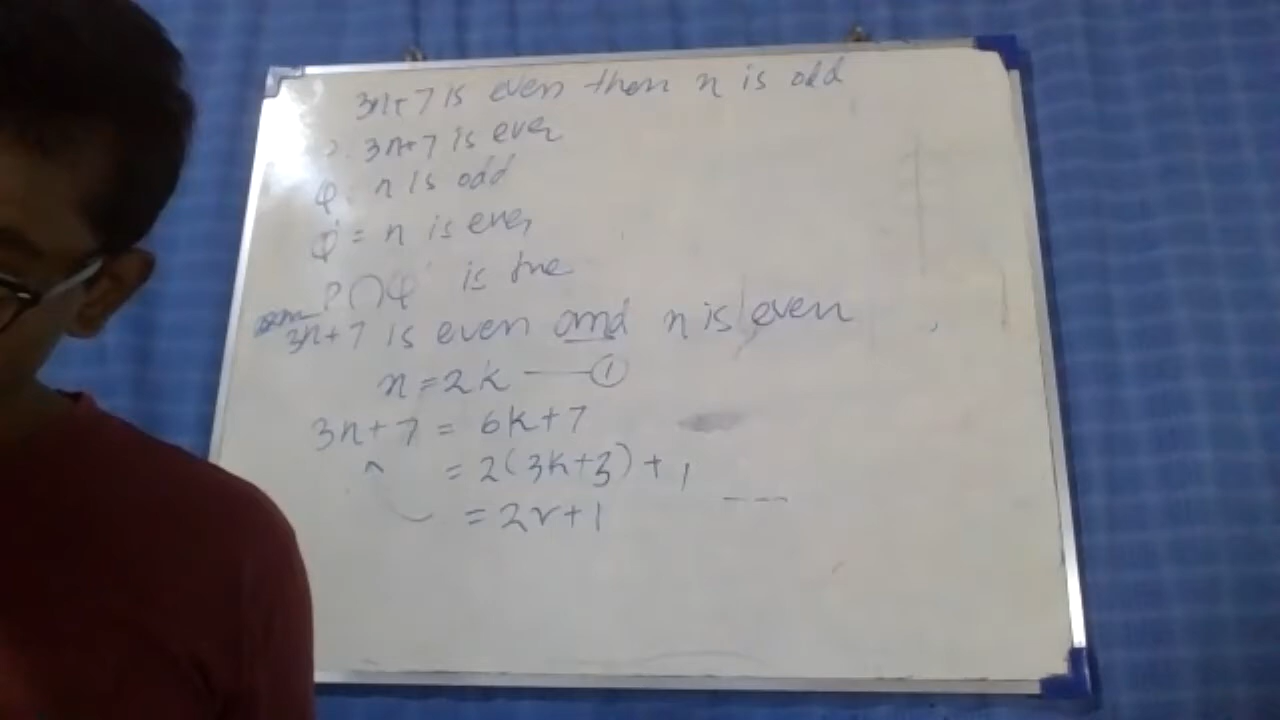 3n+7 is even then n is odd
P: 3n+7 is even
Q: n is odd
Q' = n is even
P∩Q' is true
3n+7 is even and n is even
n = 2k —— ①
3n+7 = 6k+7
= 2(3k+3)+1
= 2r+1